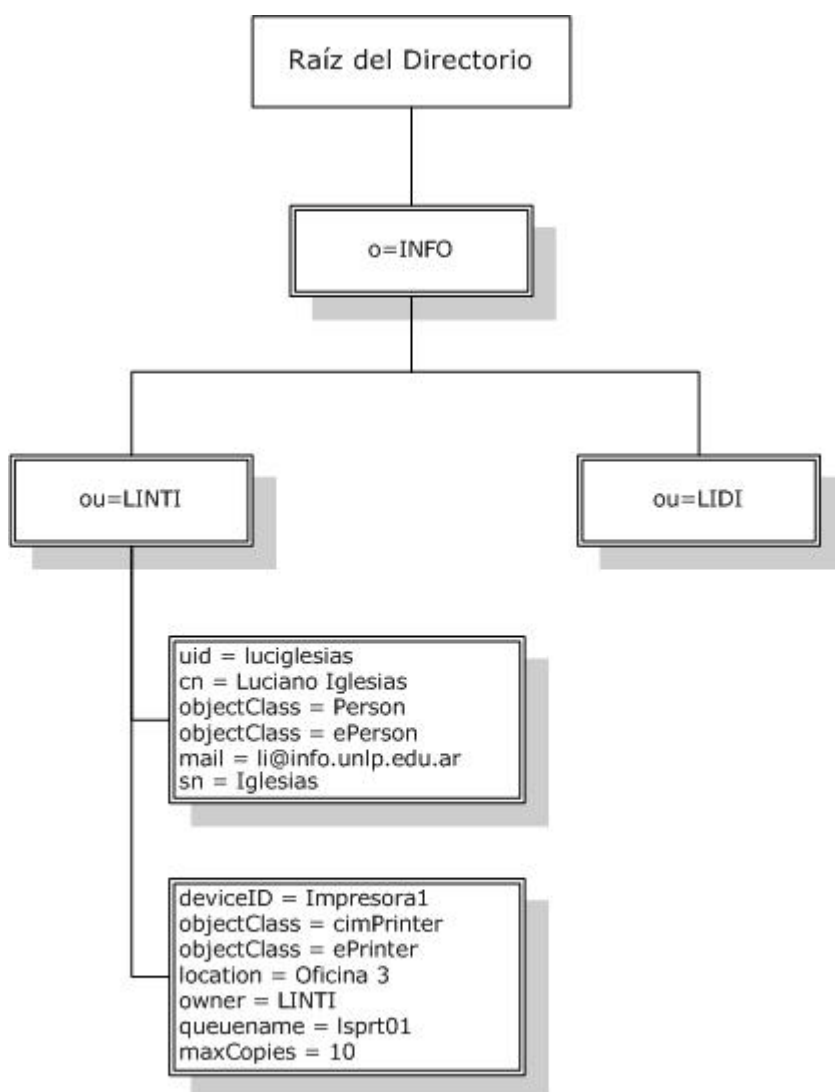 Raíz del Directorio
o=INFO
ou=LINTI
ou=LIDI
uid = luciglesias
cn = Luciano Iglesias
objectClass = Person
objectClass = ePerson
mail = li@info.unlp.edu.ar
sn = Iglesias
deviceID = Impresora1
objectClass = cimPrinter
objectClass = ePrinter
location = Oficina 3
owner = LINTI
queuename = lsprt01
maxCopies = 10